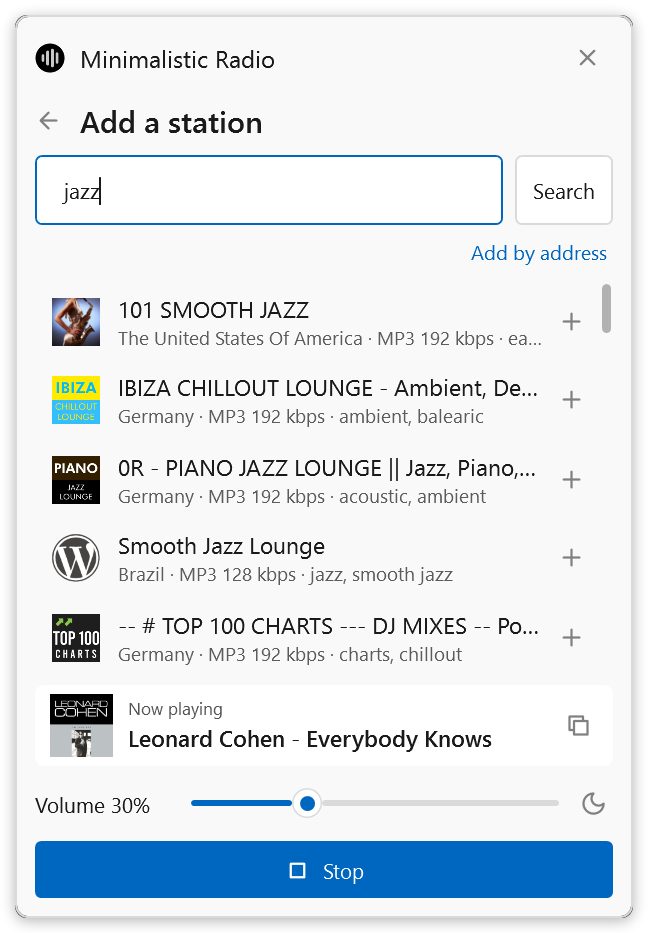 Minimalistic Radio
Add a station
jazz
Search
Add by address
101 SMOOTH JAZZ
The United States Of America · MP3 192 kbps · ea...
IBIZA
CHILLOUT
LOUNGE
IBIZA CHILLOUT LOUNGE - Ambient, De...
Germany · MP3 192 kbps · ambient, balearic
PIANO
JAZZ
LOUNGE
0R - PIANO JAZZ LOUNGE || Jazz, Piano,...
Germany · MP3 192 kbps · acoustic, ambient
Smooth Jazz Lounge
Brazil · MP3 128 kbps · jazz, smooth jazz
TOP 100
CHARTS
-- # TOP 100 CHARTS --- DJ MIXES -- Po...
Germany · MP3 192 kbps · charts, chillout
LEONARD
COHEN
Now playing
Leonard Cohen - Everybody Knows
Volume 30%
Stop